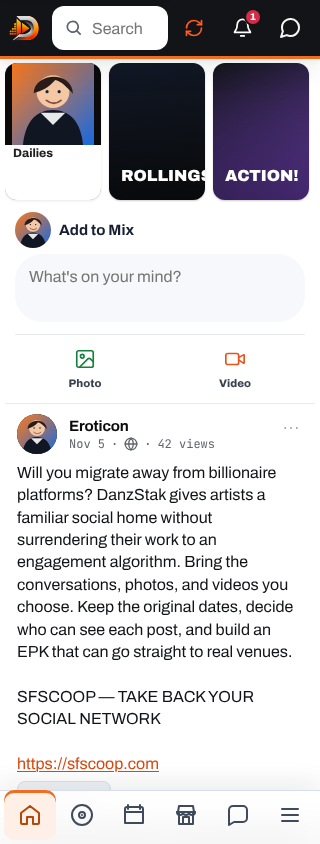 Search
1
Dailies
ROLLINGS
ACTION!
Add to Mix
What's on your mind?
Photo
Video
Eroticon
Nov 5 · · 42 views
Will you migrate away from billionaire
platforms? DanzStak gives artists a
familiar social home without
surrendering their work to an
engagement algorithm. Bring the
conversations, photos, and videos you
choose. Keep the original dates, decide
who can see each post, and build an
EPK that can go straight to real venues.
SFSCOOP — TAKE BACK YOUR
SOCIAL NETWORK
https://sfscoop.com